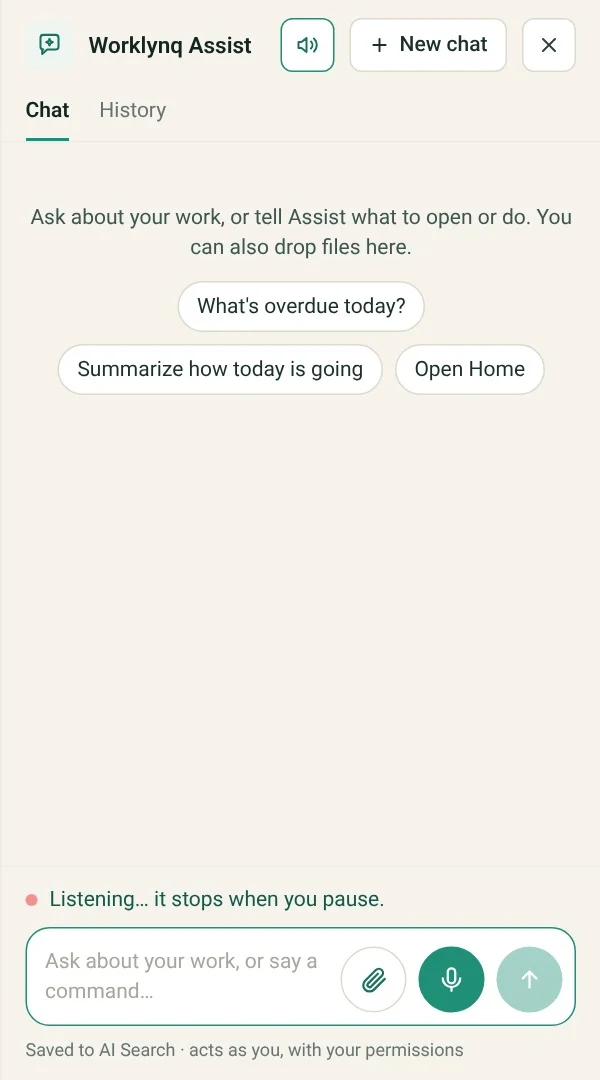 Worklynq Assist
New chat
Chat
History
Ask about your work, or tell Assist what to open or do. You
can also drop files here.
What's overdue today?
Summarize how today is going
Open Home
Listening… it stops when you pause.
Ask about your work, or say a
command…
Saved to AI Search · acts as you, with your permissions